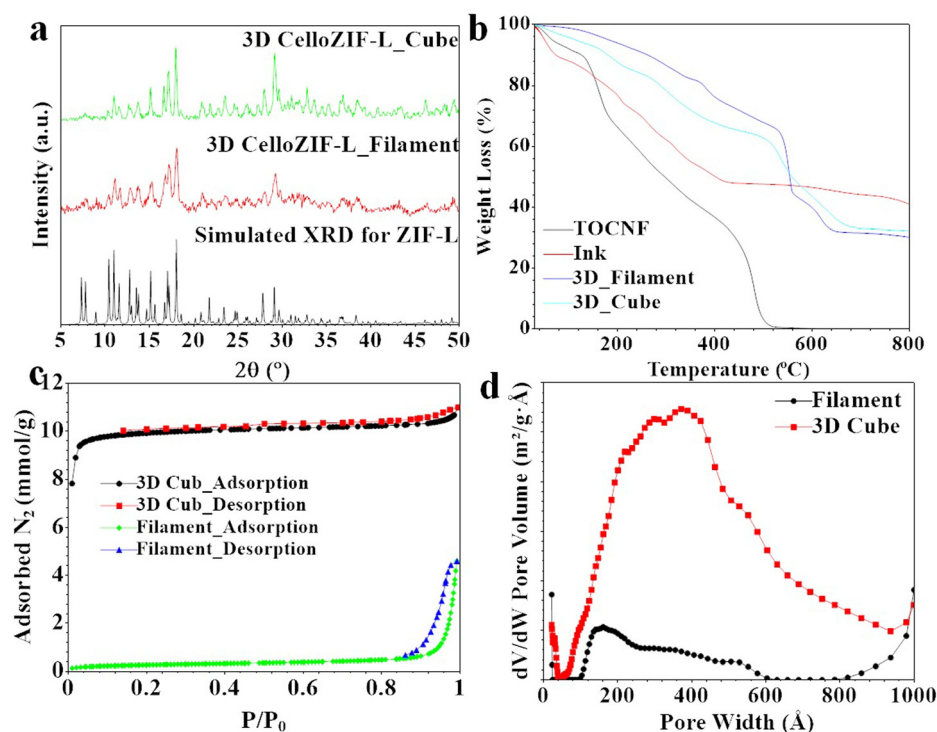 a
3D CelloZIF-L_Cube
3D CelloZIF-L_Filament
Simulated XRD for ZIF-L
Intensity (a.u.)
5 10 15 20 25 30 35 40 45 50
2θ (º)
b
100
80
60
40
20
0
Weight Loss (%)
TOCNF
Ink
3D_Filament
3D_Cube
0 200 400 600 800
Temperature (ºC)
c
12
10
8
6
4
2
0
Adsorbed N2 (mmol/g)
3D Cub_Adsorption
3D Cub_Desorption
Filament_Adsorption
Filament_Desorption
0 0.2 0.4 0.6 0.8 1
P/P0
d
Filament
3D Cube
dV/dW Pore Volume (m²/g·Å)
0 200 400 600 800 1000
Pore Width (Å)